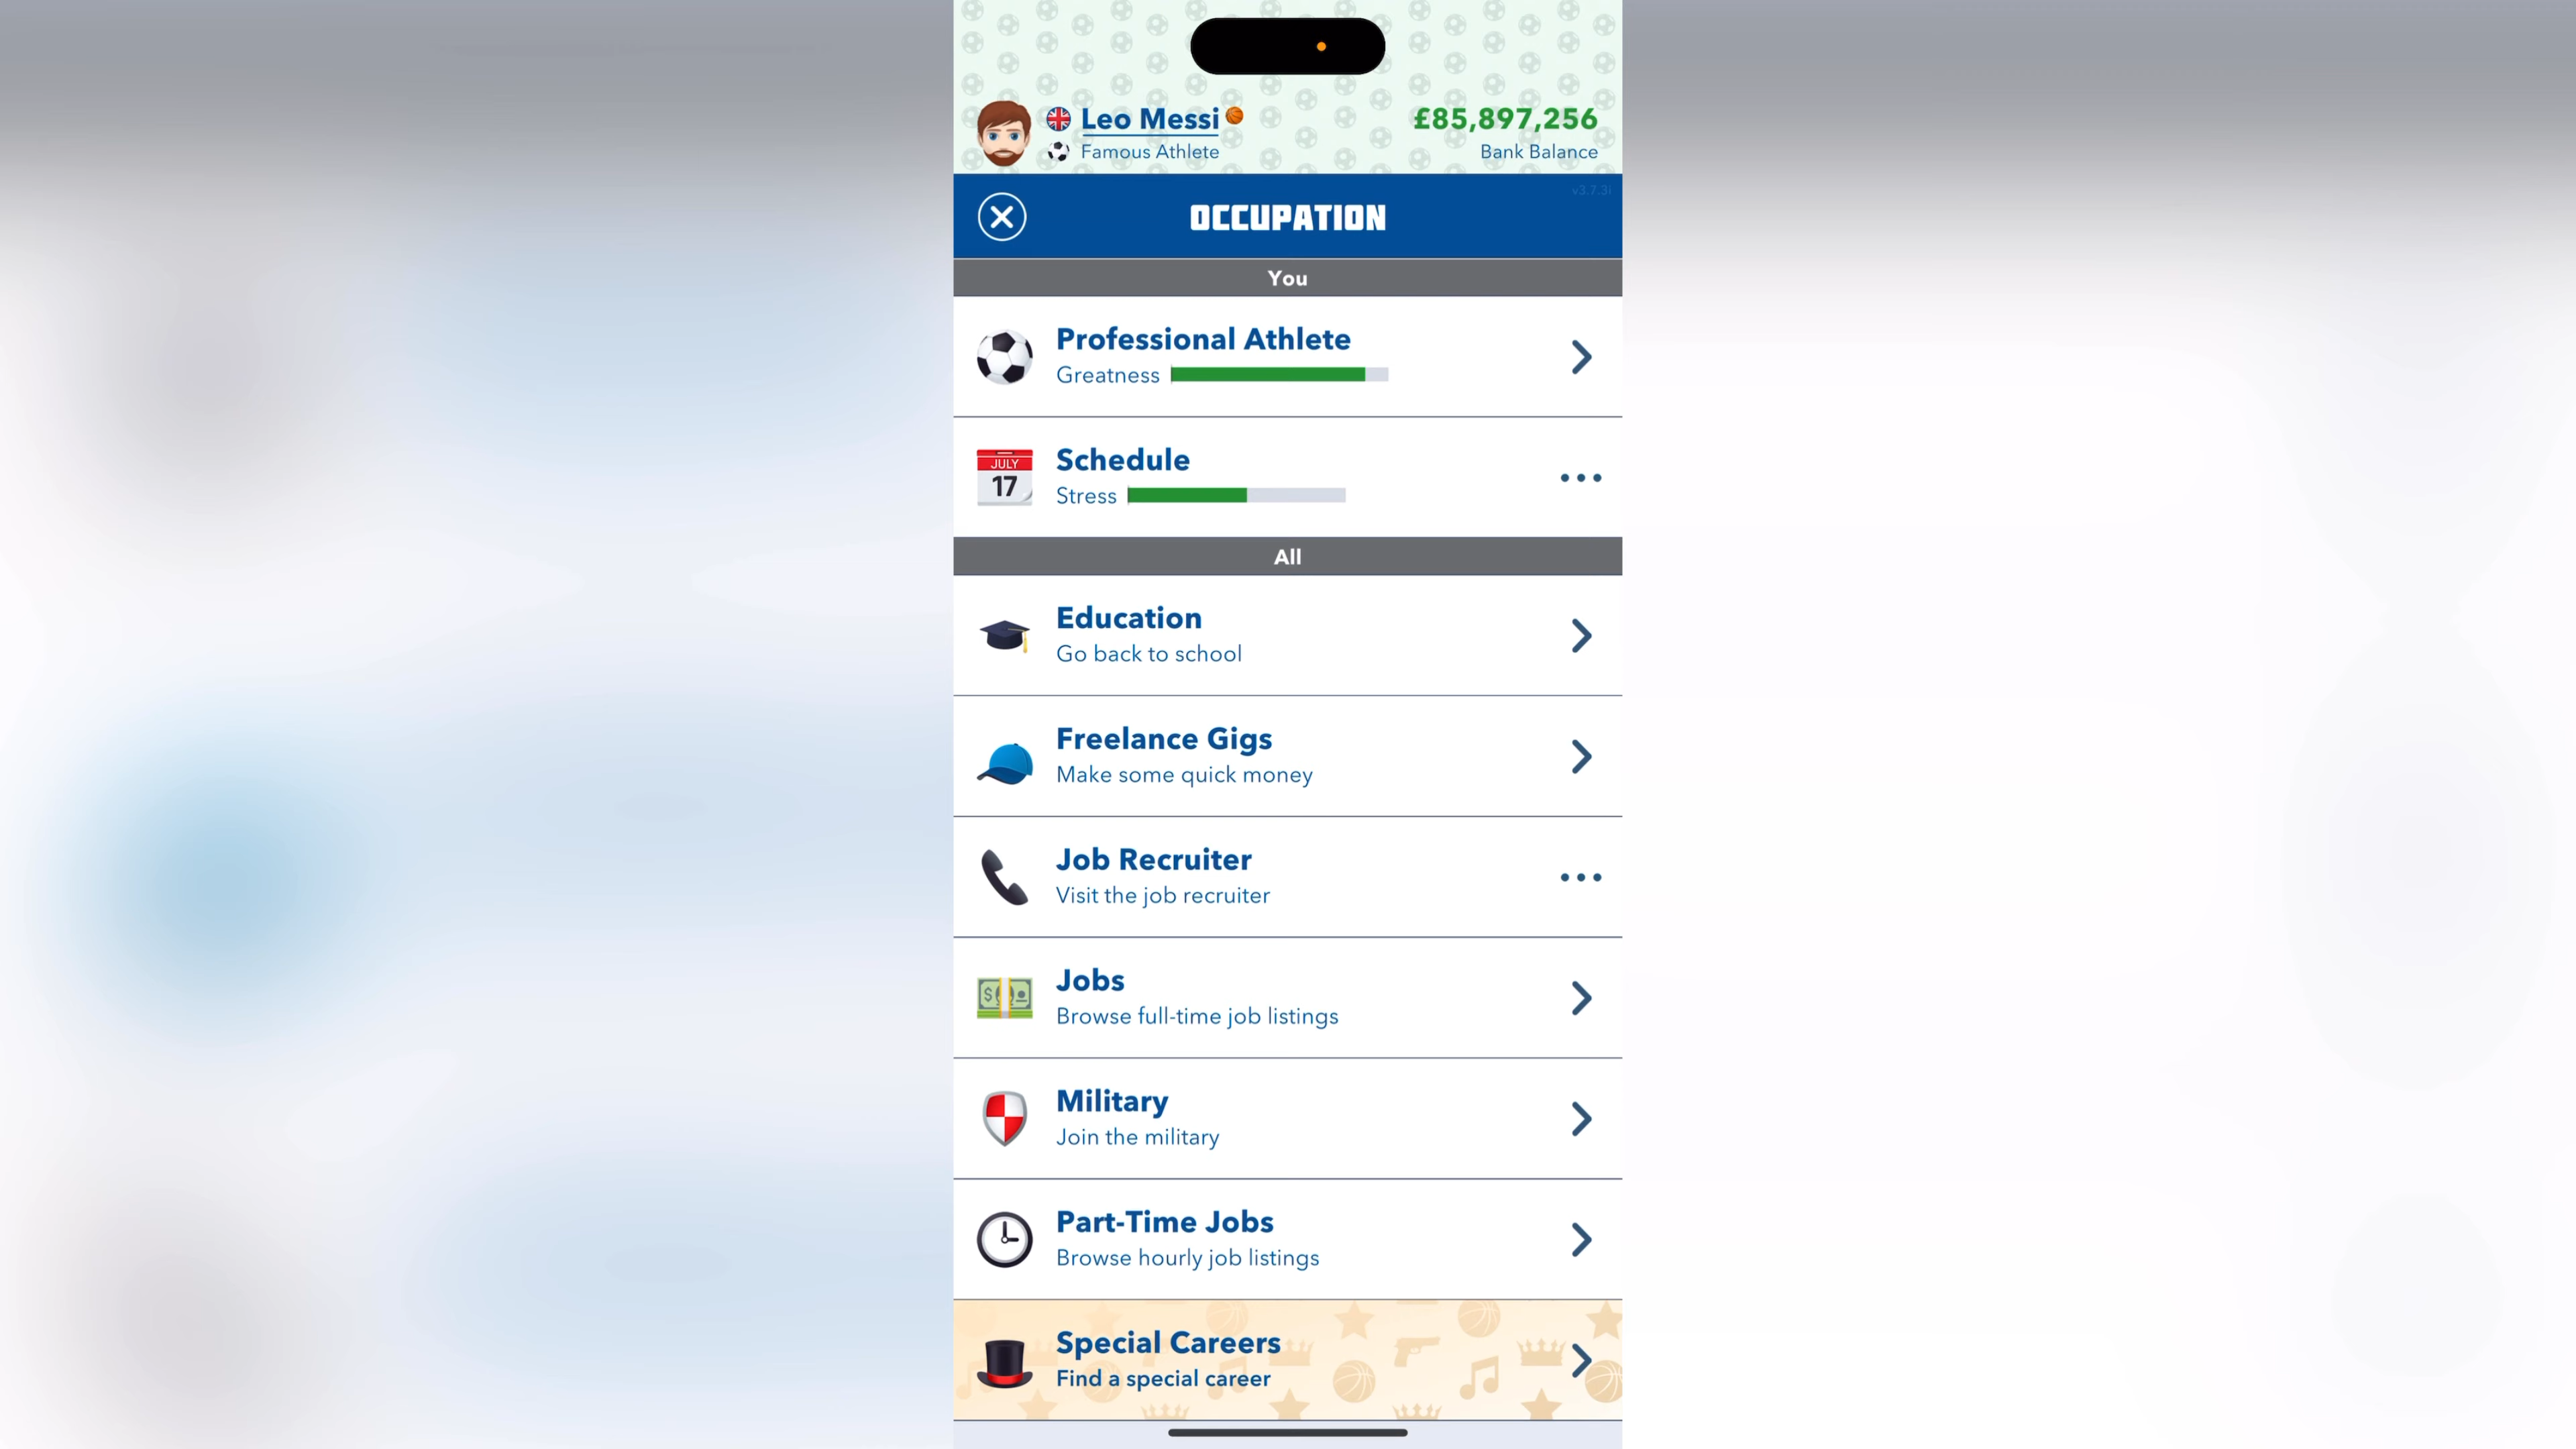 Leo Messi
£85,897,256
Famous Athlete
Bank Balance
v3.7.3i
OCCUPATION
You
Professional Athlete
Greatness
JULY
17
Schedule
Stress
All
Education
Go back to school
Freelance Gigs
Make some quick money
Job Recruiter
Visit the job recruiter
$
Jobs
Browse full-time job listings
Military
Join the military
Part-Time Jobs
Browse hourly job listings
Special Careers
Find a special career